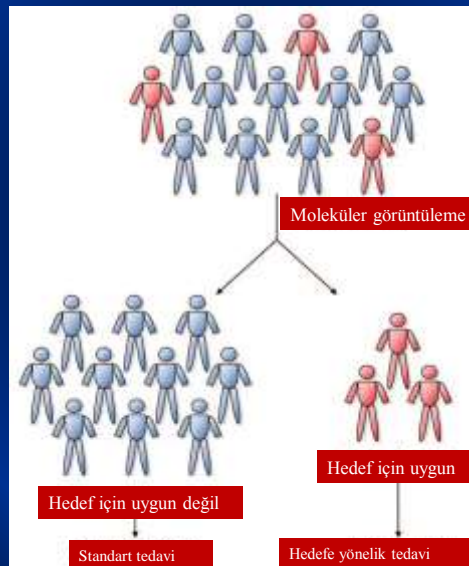 Moleküler görüntüleme
Hedef için uygun değil
Hedef için uygun
Standart tedavi
Hedefe yönelik tedavi